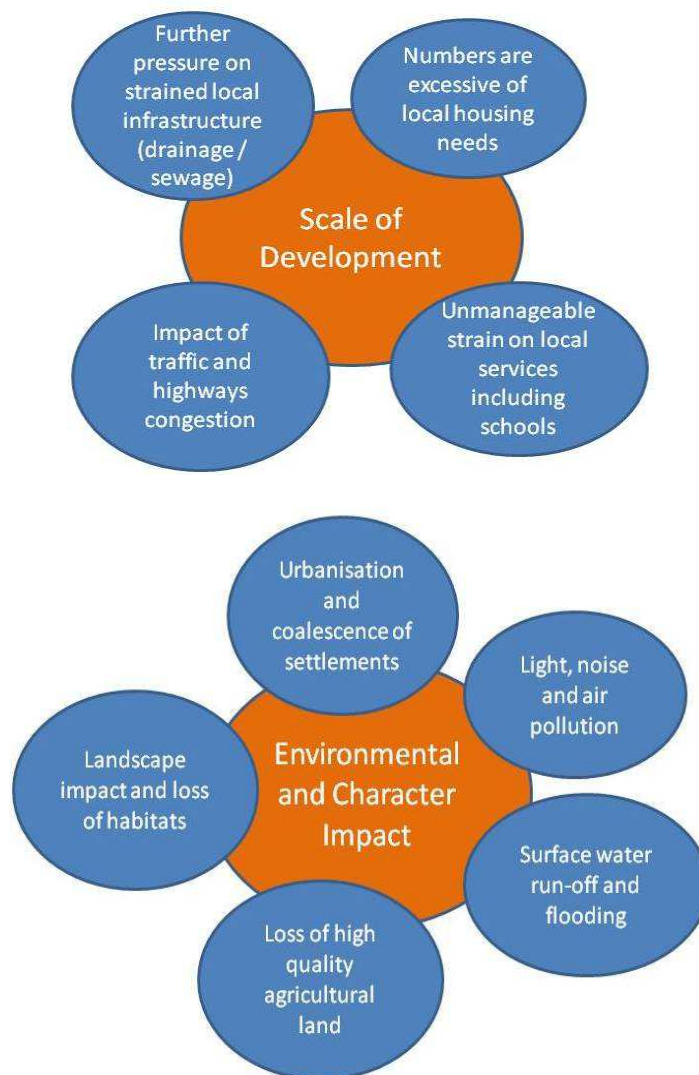 Further
pressure on
strained local
infrastructure
(drainage /
sewage)
Numbers are
excessive of
local housing
needs
Scale of
Development
Impact of
traffic and
highways
congestion
Unmanageable
strain on local
services
including
schools
Urbanisation
and
coalescence of
settlements
Light, noise
and air
pollution
Landscape
impact and loss
of habitats
Environmental
and Character
Impact
Surface water
run-off and
flooding
Loss of high
quality
agricultural
land